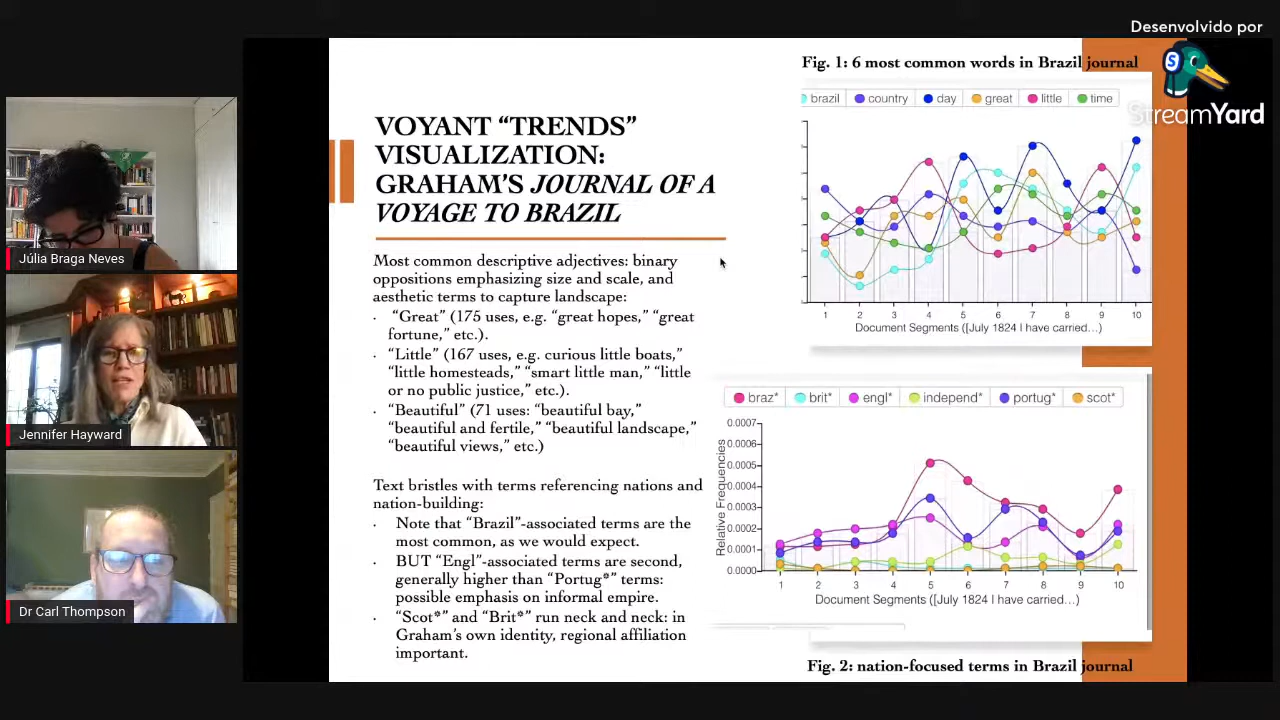 Desenvolvido por
StreamYard
Júlia Braga Neves
Jennifer Hayward
Dr Carl Thompson
VOYANT “TRENDS”
VISUALIZATION:
GRAHAM’S JOURNAL OF A
VOYAGE TO BRAZIL
Most common descriptive adjectives: binary
oppositions emphasizing size and scale, and
aesthetic terms to capture landscape:
· “Great” (175 uses, e.g. “great hopes,” “great
fortune,” etc.).
· “Little” (167 uses, e.g. curious little boats,”
“little homesteads,” “smart little man,” “little
or no public justice,” etc.).
· “Beautiful” (71 uses: “beautiful bay,”
“beautiful and fertile,” “beautiful landscape,”
“beautiful views,” etc.)
Text bristles with terms referencing nations and
nation-building:
· Note that “Brazil”-associated terms are the
most common, as we would expect.
· BUT “Engl”-associated terms are second,
generally higher than “Portug*” terms:
possible emphasis on informal empire.
· “Scot*” and “Brit*” run neck and neck: in
Graham’s own identity, regional affiliation
important.
Fig. 1: 6 most common words in Brazil journal
brazil country day great little time
1 2 3 4 5 6 7 8 9 10
Document Segments ([July 1824 I have carried...)
braz* brit* engl* independ* portug* scot*
Relative Frequencies
0.0007
0.0006
0.0005
0.0004
0.0003
0.0002
0.0001
0.0000
1 2 3 4 5 6 7 8 9 10
Document Segments ([July 1824 I have carried...)
Fig. 2: nation-focused terms in Brazil journal